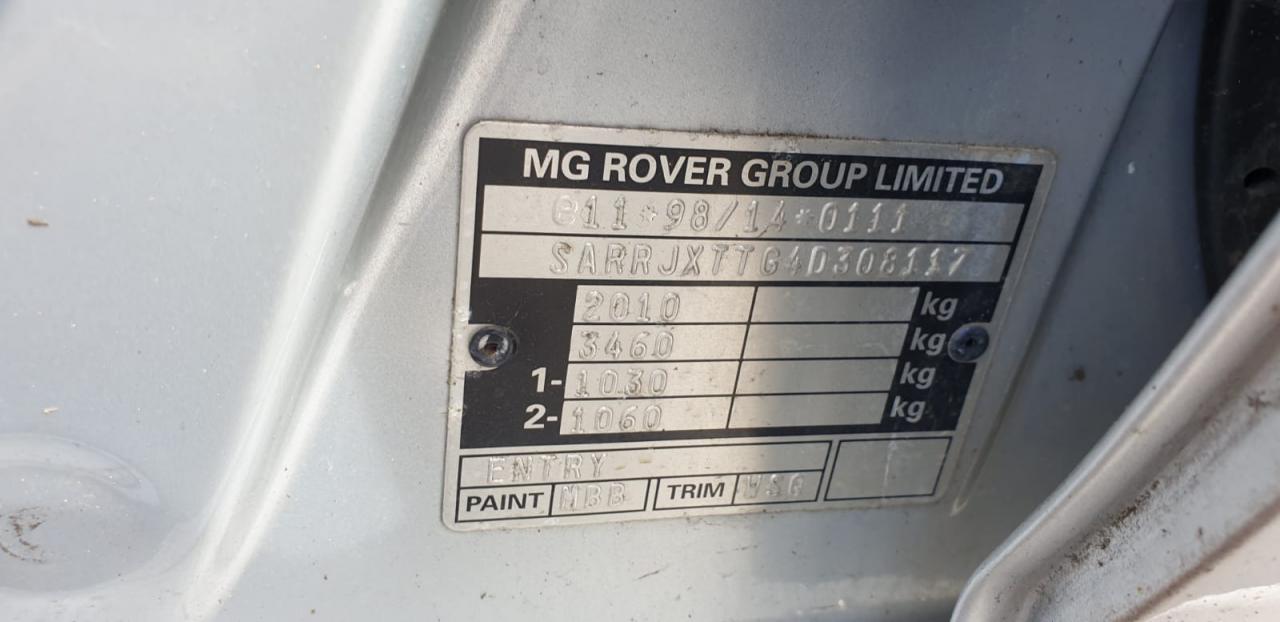 MG ROVER GROUP LIMITED
e11*98/14*0111
SARRJXTTG4D308117
2010 kg
3460 kg
1- 1030 kg
2- 1060 kg
ENTRY
PAINT MBB TRIM